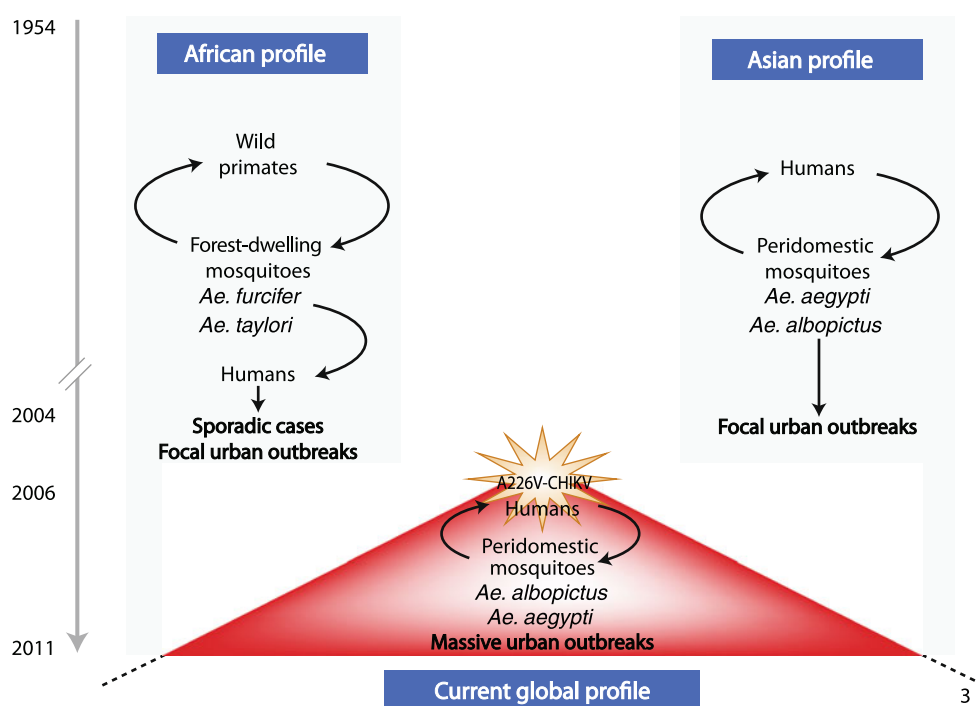 1954
African profile
Wild
primates
Forest-dwelling
mosquitoes
Ae. furcifer
Ae. taylori
Humans
Sporadic cases
Focal urban outbreaks
Asian profile
Humans
Peridomestic
mosquitoes
Ae. aegypti
Ae. albopictus
Focal urban outbreaks
2004
2006
A226V-CHIKV
Humans
Peridomestic
mosquitoes
Ae. albopictus
Ae. aegypti
Massive urban outbreaks
2011
Current global profile
3